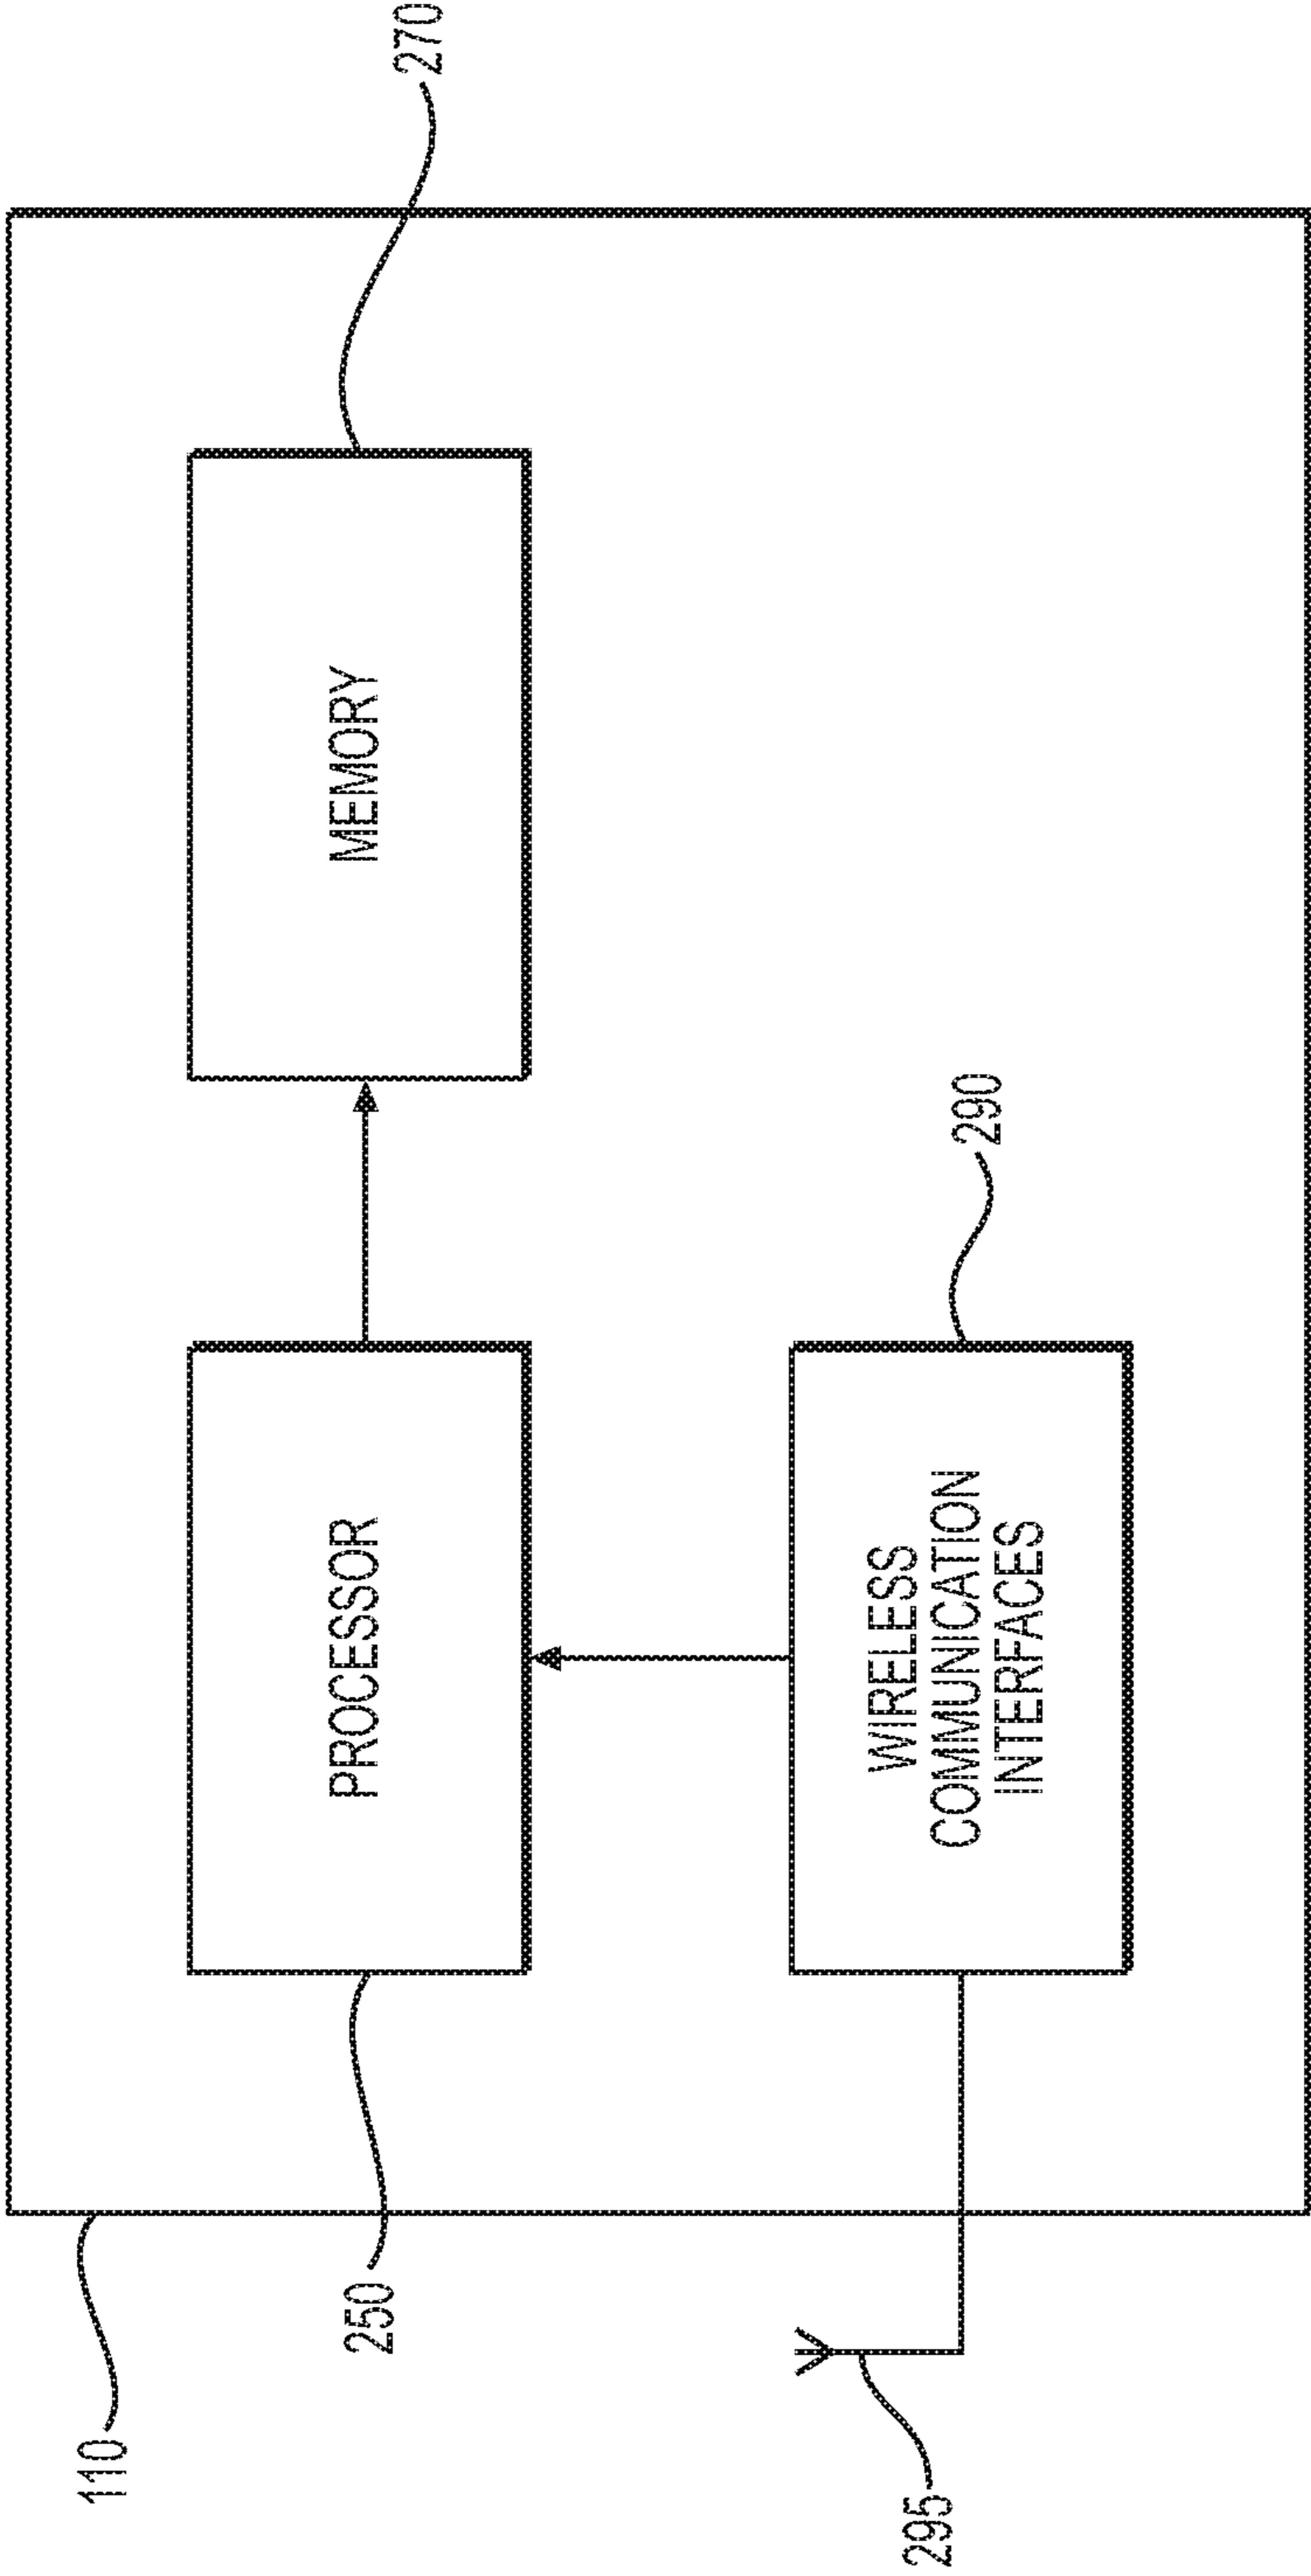 110
250
PROCESSOR
MEMORY
270
295
WIRELESS
COMMUNICATION
INTERFACES
290